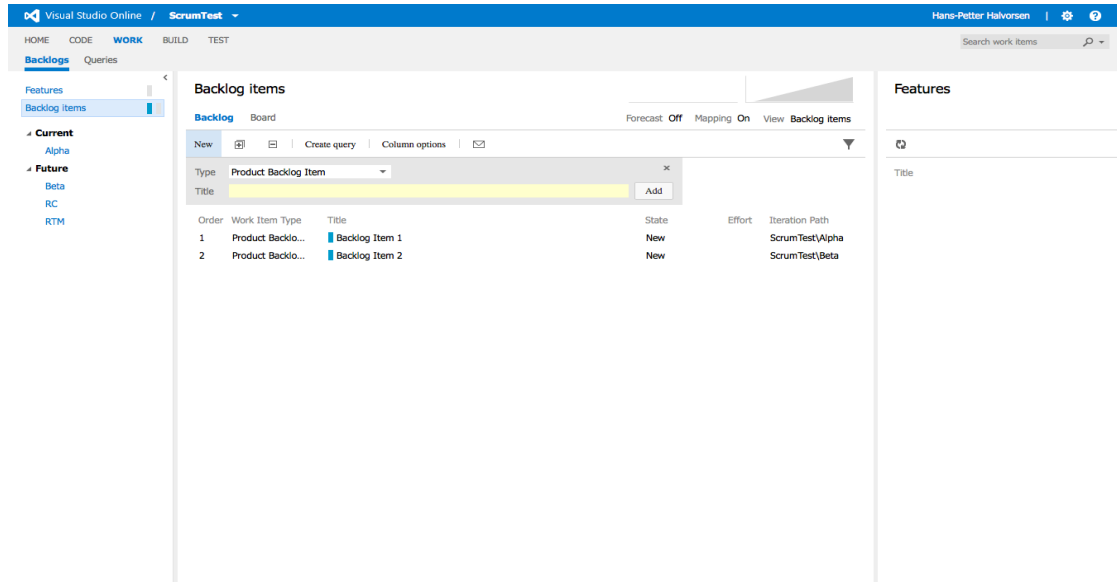 Visual Studio Online / ScrumTest
Hans-Petter Halvorsen |
HOME CODE WORK BUILD TEST
Search work items
Backlogs Queries
Features
Backlog items
Current
Alpha
Future
Beta
RC
RTM
Backlog items
Backlog Board
Forecast Off Mapping On View Backlog items
New Create query Column options
Type Product Backlog Item
Title
Add
Order Work Item Type Title State Effort Iteration Path
1 Product Backlo... Backlog Item 1 New ScrumTest\Alpha
2 Product Backlo... Backlog Item 2 New ScrumTest\Beta
Features
Title